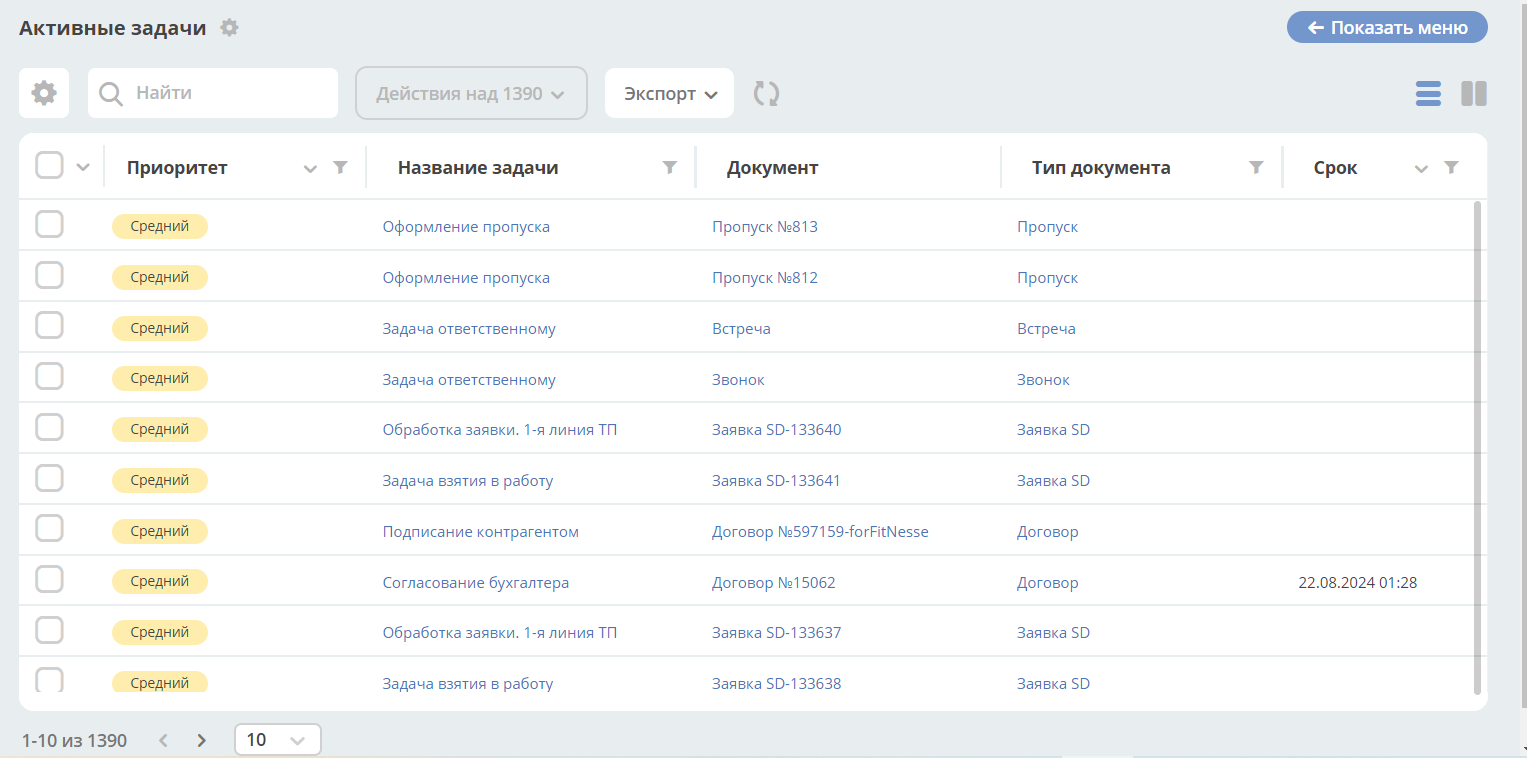 Активные задачи
Показать меню
Найти
Действия над 1390
Экспорт
Приоритет Название задачи Документ Тип документа Срок
Средний Оформление пропуска Пропуск №813 Пропуск
Средний Оформление пропуска Пропуск №812 Пропуск
Средний Задача ответственному Встреча Встреча
Средний Задача ответственному Звонок Звонок
Средний Обработка заявки. 1-я линия ТП Заявка SD-133640 Заявка SD
Средний Задача взятия в работу Заявка SD-133641 Заявка SD
Средний Подписание контрагентом Договор №597159-forFitNesse Договор
Средний Согласование бухгалтера Договор №15062 Договор 22.08.2024 01:28
Средний Обработка заявки. 1-я линия ТП Заявка SD-133637 Заявка SD
Средний Задача взятия в работу Заявка SD-133638 Заявка SD
1-10 из 1390
10